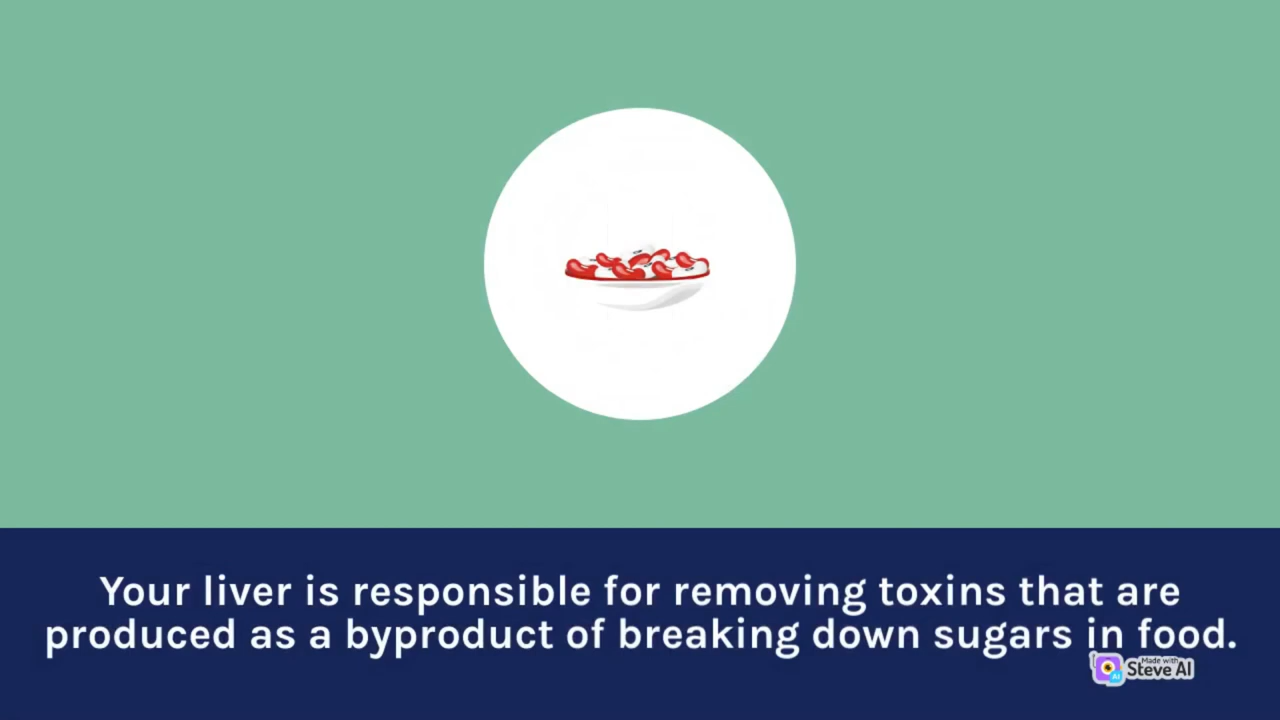 Your liver is responsible for removing toxins that are
produced as a byproduct of breaking down sugars in food.
Made with
Steve AI